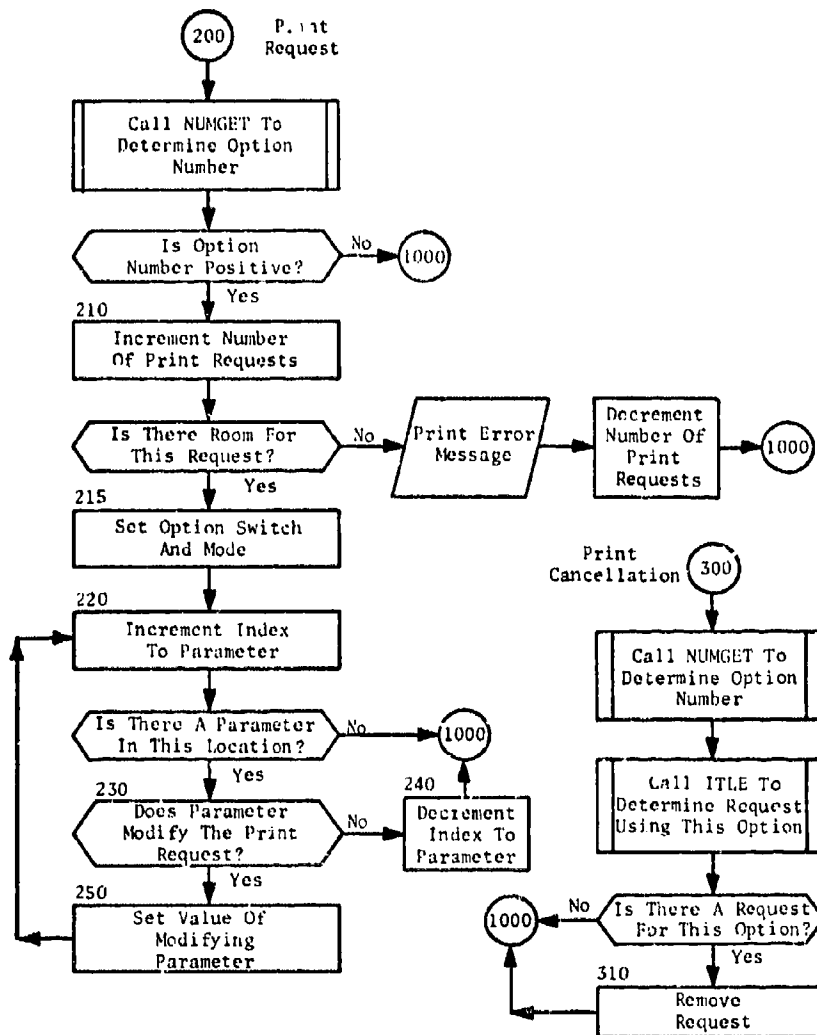 200
Print
Request
Call NUMGET To
Determine Option
Number
Is Option
Number Positive?
No
1000
Yes
210
Increment Number
Of Print Requests
Is There Room For
This Request?
No
Print Error
Message
Decrement
Number Of
Print
Requests
1000
Yes
215
Set Option Switch
And Mode
220
Increment Index
To Parameter
Is There A Parameter
In This Location?
No
1000
Yes
230
Does Parameter
Modify The Print
Request?
No
240
Decrement
Index To
Parameter
Yes
250
Set Value Of
Modifying
Parameter
Print
Cancellation
300
Call NUMGET To
Determine Option
Number
Call ITLE To
Determine Request
Using This Option
Is There A Request
For This Option?
No
1000
Yes
310
Remove
Request